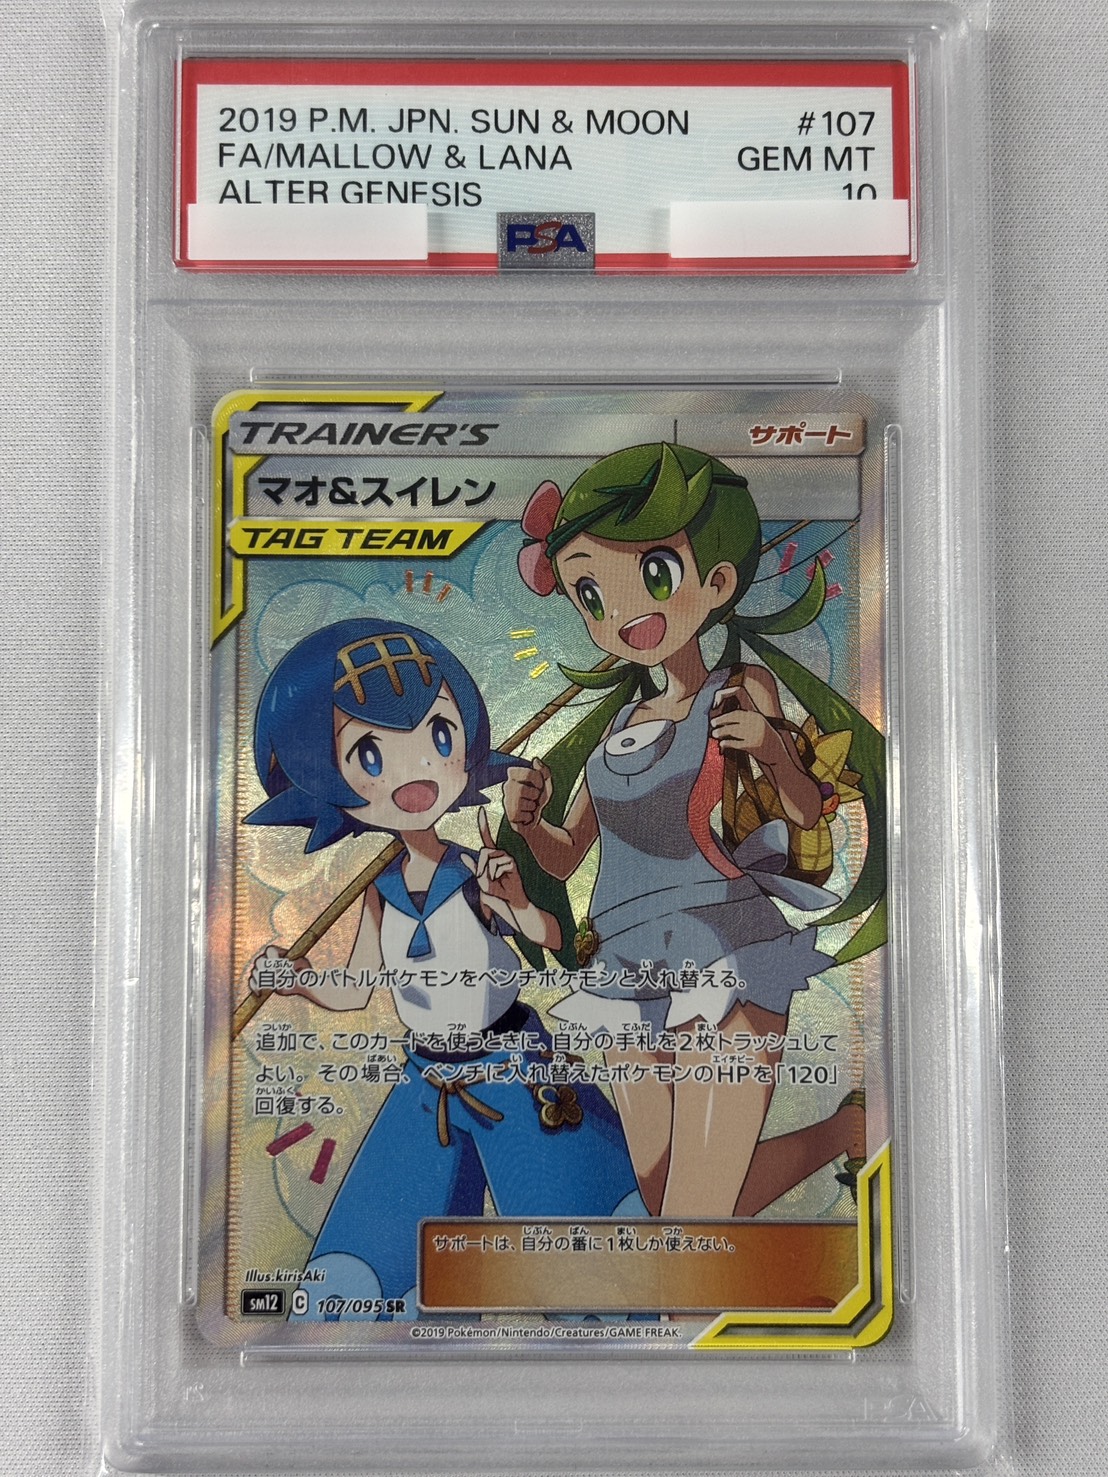 2019 P.M. JPN. SUN & MOON #107
FA/MALLOW & LANA GEM MT
ALTER GENESIS 10
PSA
TRAINER'S サポート
マオ&スイレン
TAG TEAM
自分のバトルポケモンをベンチポケモンと入れ替える。
追加で、このカードを使うときに、自分の手札を2枚トラッシュして
よい。その場合、ベンチに入れ替えたポケモンのHPを「120」
回復する。
サポートは、自分の番に1枚しか使えない。
Illus.kirisAki
sm12 C 107/095 SR
©2019 Pokémon/Nintendo/Creatures/GAME FREAK.
PSA